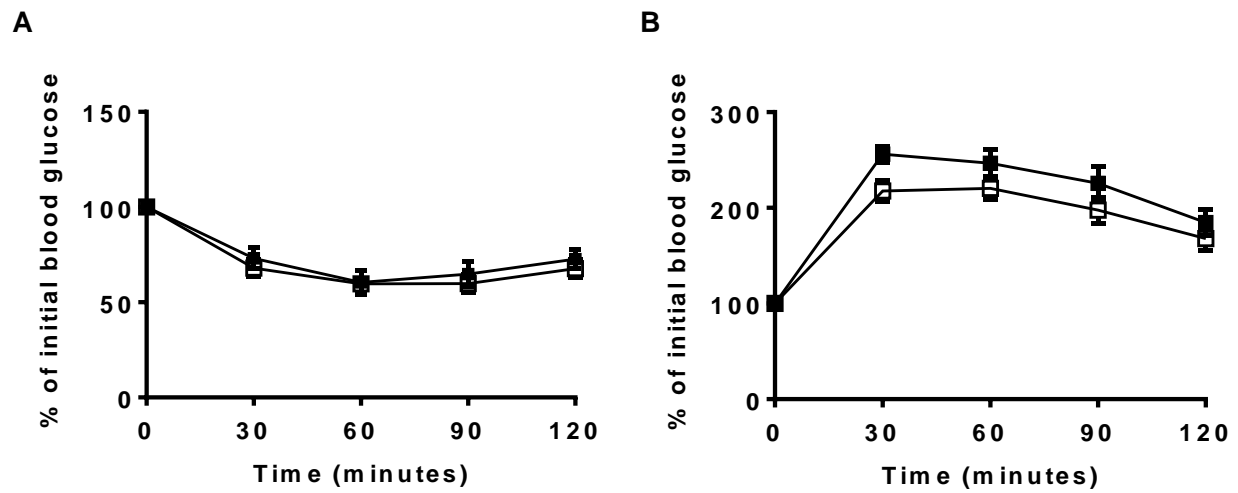 A
% of initial blood glucose
150
100
50
0
0 30 60 90 120
Time (minutes)
B
% of initial blood glucose
300
200
100
0
0 30 60 90 120
Time (minutes)